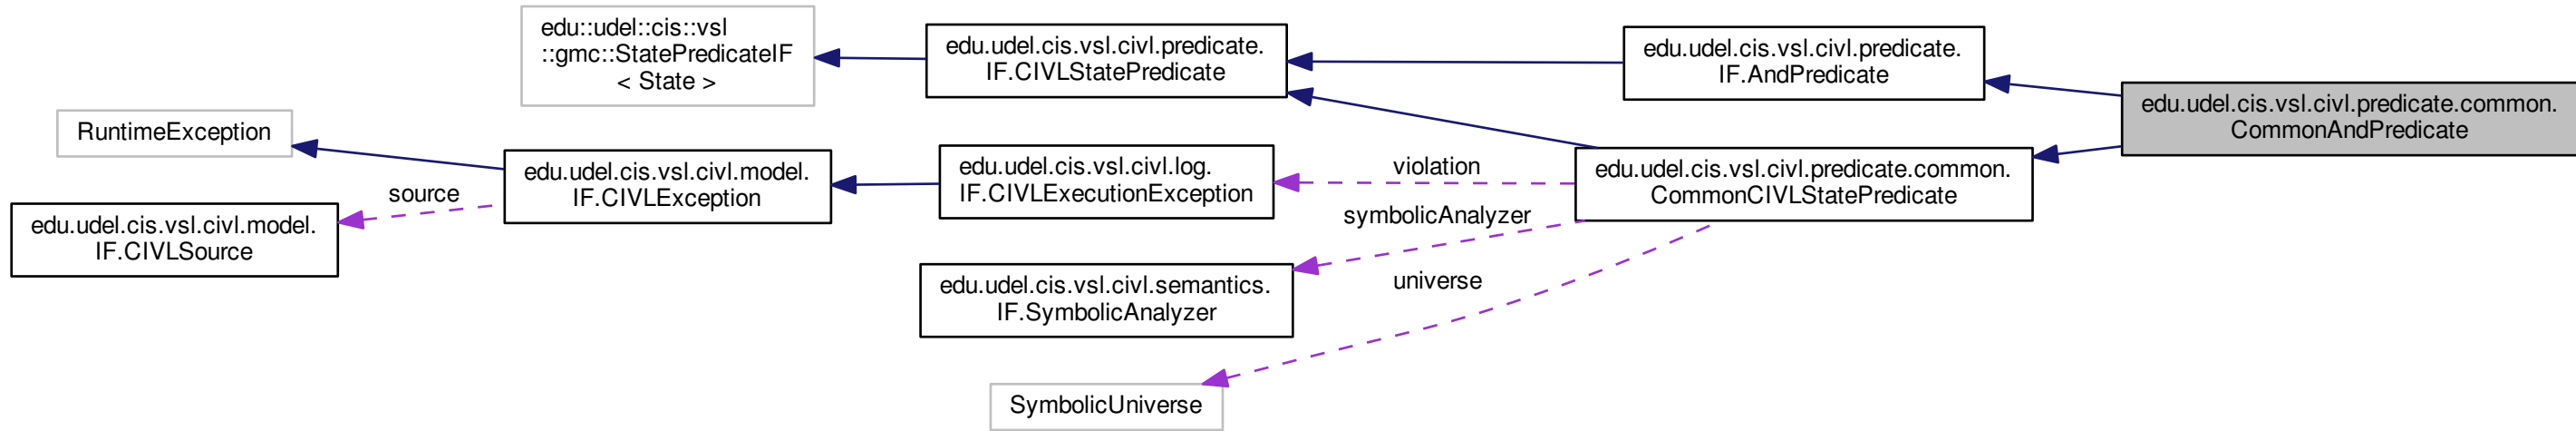 edu::udel::cis::vsl
::gmc::StatePredicateIF
< State >
edu.udel.cis.vsl.civl.predicate.
IF.CIVLStatePredicate
edu.udel.cis.vsl.civl.predicate.
IF.AndPredicate
edu.udel.cis.vsl.civl.predicate.common.
CommonAndPredicate
RuntimeException
edu.udel.cis.vsl.civl.model.
IF.CIVLException
edu.udel.cis.vsl.civl.log.
IF.CIVLExecutionException
violation
edu.udel.cis.vsl.civl.predicate.common.
CommonCIVLStatePredicate
source
edu.udel.cis.vsl.civl.model.
IF.CIVLSource
symbolicAnalyzer
edu.udel.cis.vsl.civl.semantics.
IF.SymbolicAnalyzer
universe
SymbolicUniverse